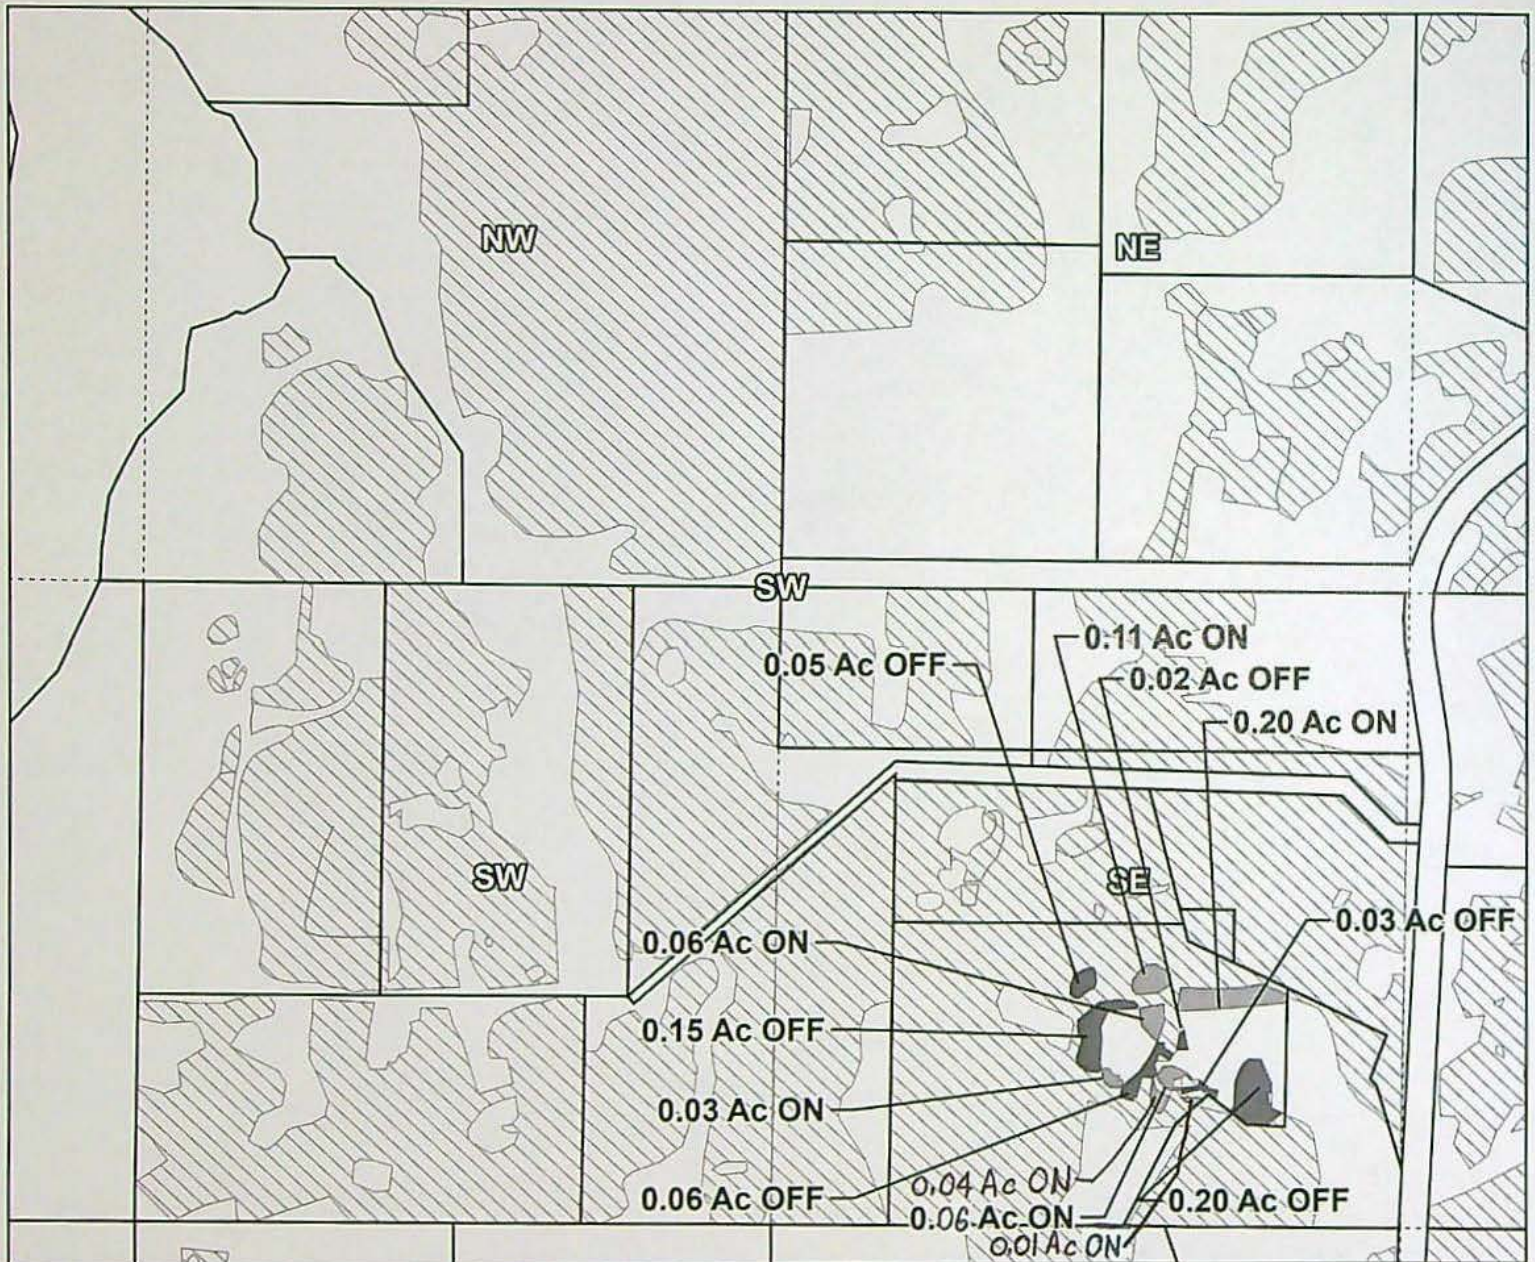 NW
NE
SW
0.11 Ac ON
0.05 Ac OFF
0.02 Ac OFF
0.20 Ac ON
SW
SE
0.03 Ac OFF
0.06 Ac ON
0.15 Ac OFF
0.03 Ac ON
0.04 Ac ON
0.06 Ac OFF
0.20 Ac OFF
0.06 Ac ON
0.01 Ac ON